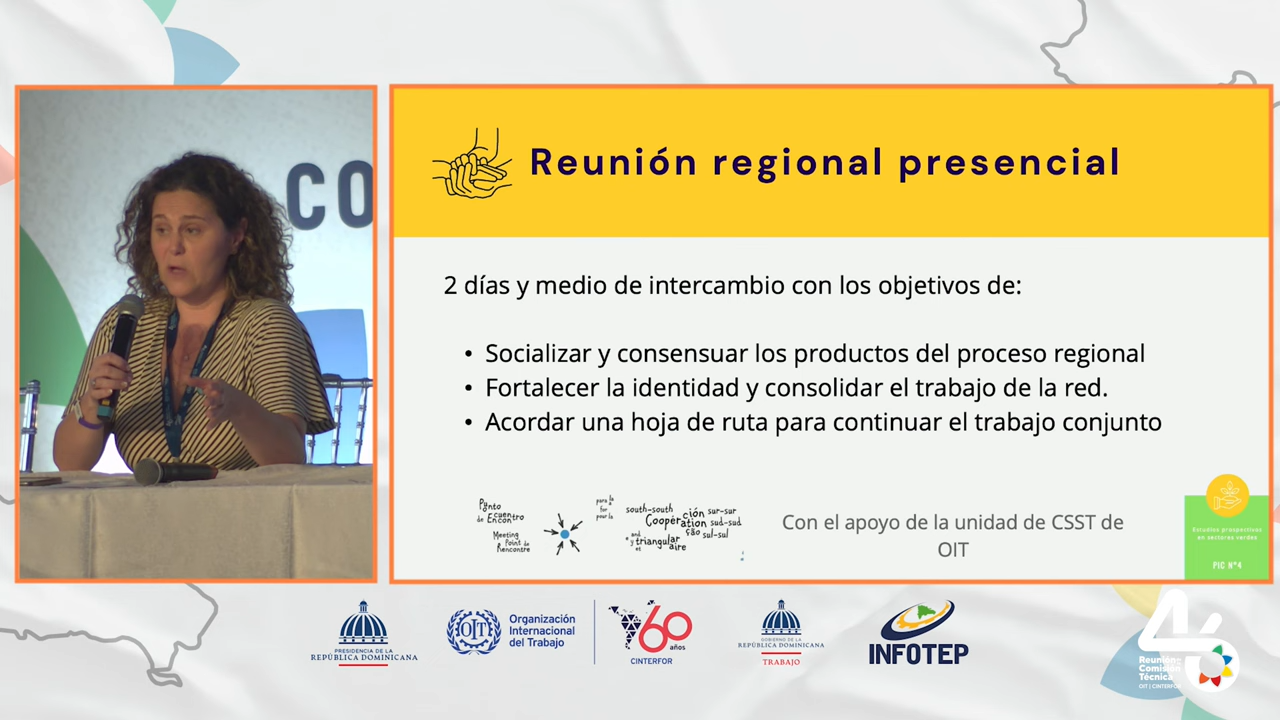 CO
Reunión regional presencial
2 días y medio de intercambio con los objetivos de:
• Socializar y consensuar los productos del proceso regional
• Fortalecer la identidad y consolidar el trabajo de la red.
• Acordar una hoja de ruta para continuar el trabajo conjunto
Punto
de Encuentro
Encontro
Meeting
Point de
Rencontre
para la
for
pour la
south-south
Cooperación sur-sur
ation sud-sud
ção sul-sul
and
y triangular
et aire
Con el apoyo de la unidad de CSST de
OIT
Estudios prospectivos
en sectores verdes
PIC Nº4
PRESIDENCIA DE LA
REPÚBLICA DOMINICANA
OIT
Organización
Internacional
del Trabajo
60
años
CINTERFOR
GOBIERNO DE LA
REPÚBLICA DOMINICANA
TRABAJO
INFOTEP
46
Reunión
Comisión
Técnica
OIT | CINTERFOR